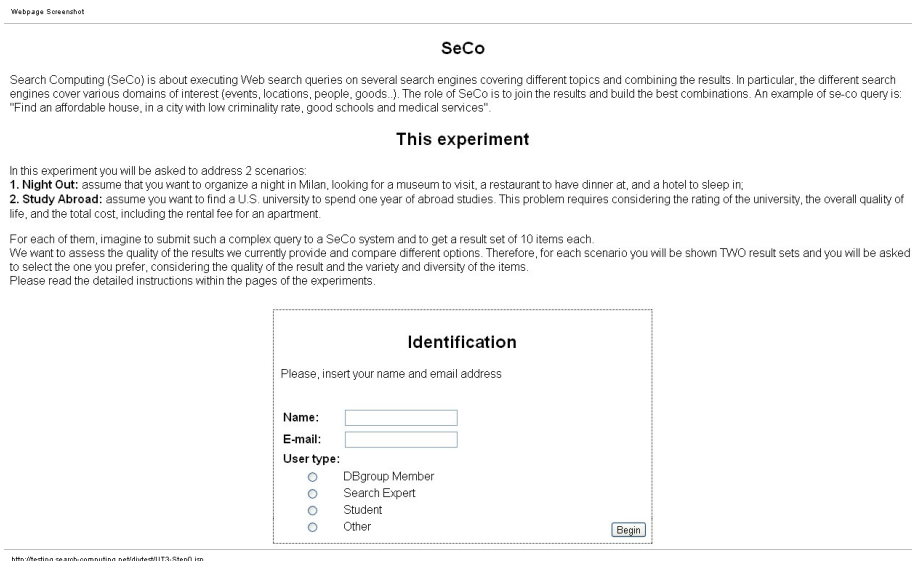 Webpage Screenshot
SeCo
Search Computing (SeCo) is about executing Web search queries on several search engines covering different topics and combining the results. In particular, the different search
engines cover various domains of interest (events, locations, people, goods..). The role of SeCo is to join the results and build the best combinations. An example of se-co query is:
"Find an affordable house, in a city with low criminality rate, good schools and medical services".
This experiment
In this experiment you will be asked to address 2 scenarios:
1. Night Out: assume that you want to organize a night in Milan, looking for a museum to visit, a restaurant to have dinner at, and a hotel to sleep in;
2. Study Abroad: assume you want to find a U.S. university to spend one year of abroad studies. This problem requires considering the rating of the university, the overall quality of
life, and the total cost, including the rental fee for an apartment.
For each of them, imagine to submit such a complex query to a SeCo system and to get a result set of 10 items each.
We want to assess the quality of the results we currently provide and compare different options. Therefore, for each scenario you will be shown TWO result sets and you will be asked
to select the one you prefer, considering the quality of the result and the variety and diversity of the items.
Please read the detailed instructions within the pages of the experiments.
Identification
Please, insert your name and email address
Name:
E-mail:
User type:
DBgroup Member
Search Expert
Student
Other
Begin
http://testing.search-computing.net/divtest/UT3-Step0.jsp